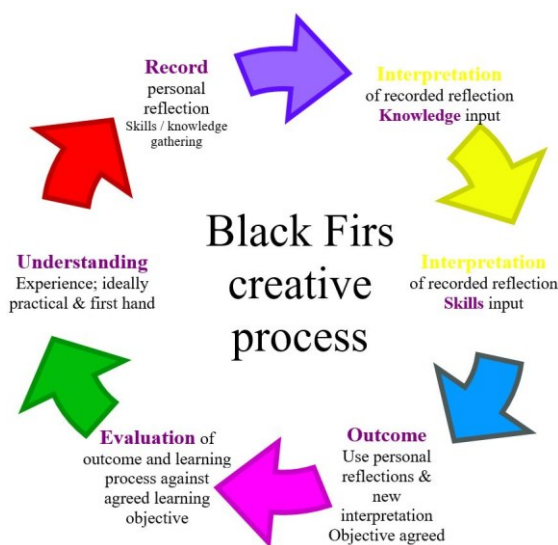 Record
personal
reflection
Skills / knowledge
gathering
Interpretation
of recorded reflection
Knowledge input
Interpretation
of recorded reflection
Skills input
Outcome
Use personal
reflections &
new
interpretation
Objective agreed
Evaluation of
outcome and learning
process against
agreed learning
objective
Understanding
Experience; ideally
practical & first hand
Black Firs
creative
process